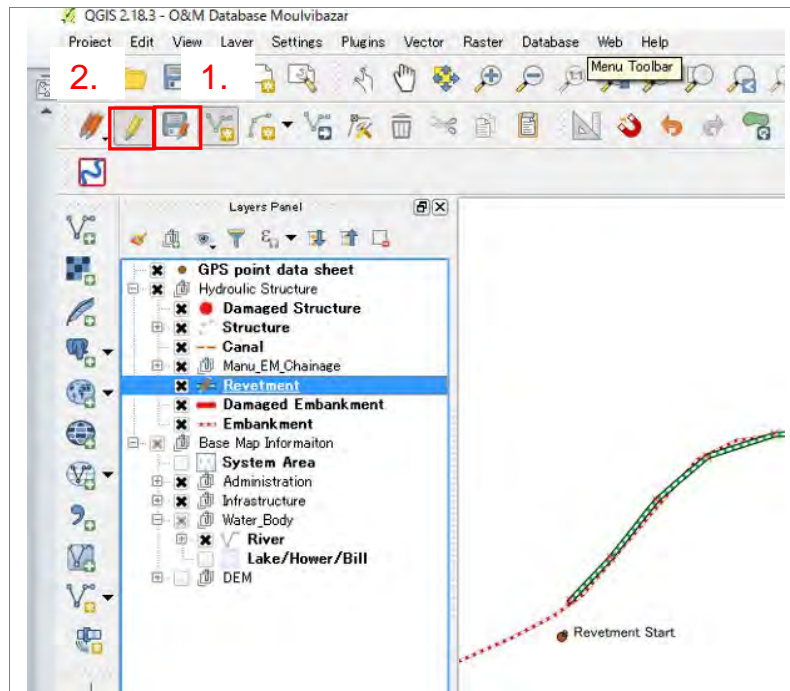 QGIS 2.18.3 - O&M Database Moulvibazar
Project Edit View Layer Settings Plugins Vector Raster Database Web Help
2. 1.
Menu Toolbar
Layers Panel
GPS point data sheet
Hydroulic Structure
Damaged Structure
Structure
Canal
Manu_EM_Chainage
Revetment
Damaged Embankment
Embankment
Base Map Informaiton
System Area
Administration
Infrastructure
Water_Body
River
Lake/Hower/Bill
DEM
Revetment Start